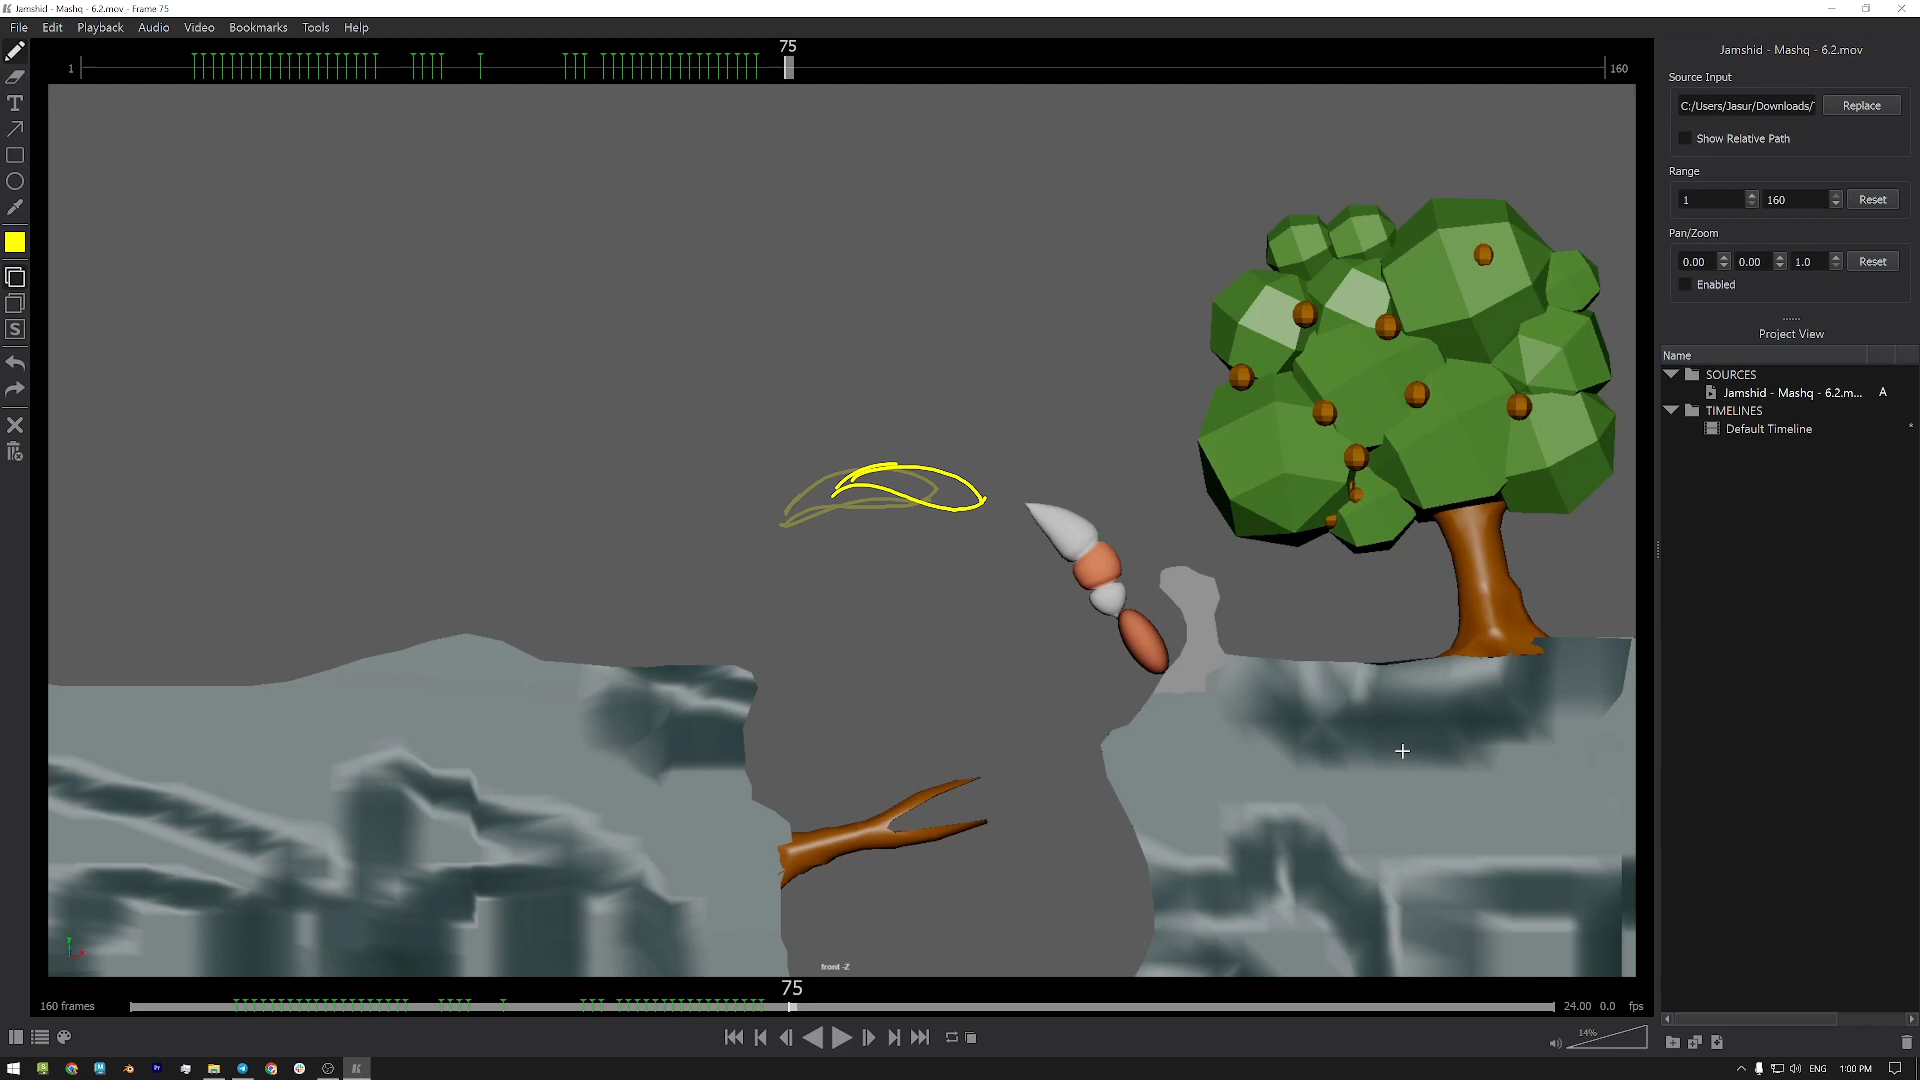 Jamshid - Mashq - 6.2.mov - Frame 75
File Edit Playback Audio Video Bookmarks Tools Help
75
1
160
T
S
front -Z
75
160 frames
24.00 0.0 fps
14%
Jamshid - Mashq - 6.2.mov
Source Input
C:/Users/Jasur/Downloads/ Replace
Show Relative Path
Range
1 160 Reset
Pan/Zoom
0.00 0.00 1.0 Reset
Enabled
Project View
Name
SOURCES
Jamshid - Mashq - 6.2.m... A
TIMELINES
Default Timeline *
ENG 1:00 PM